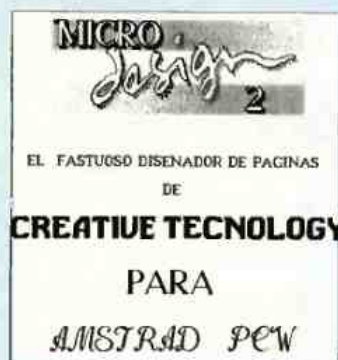 MICRO
design
2
EL FASTUOSO DISENADOR DE PAGINAS
DE
CREATIVE TECNOLOGY
PARA
AMSTRAD PCW